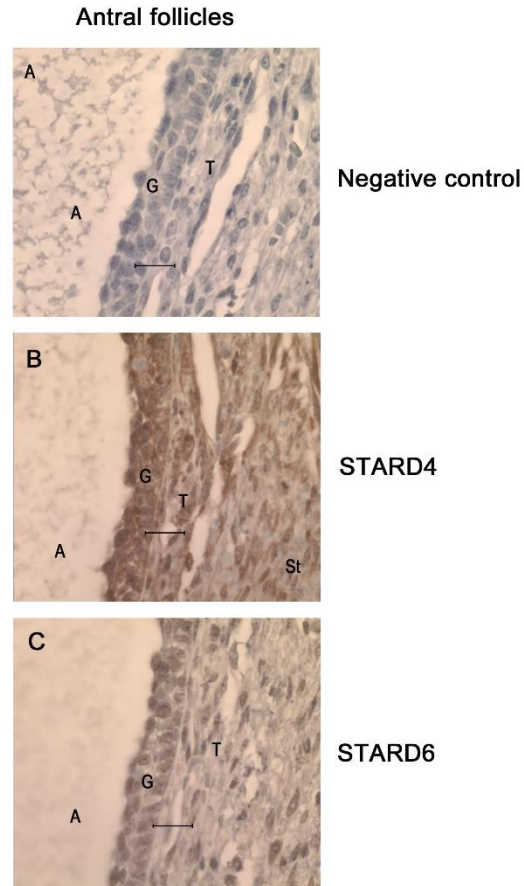 Antral follicles
A
A
G
T
Negative control
B
G
T
A
St
STARD4
C
T
G
A
STARD6